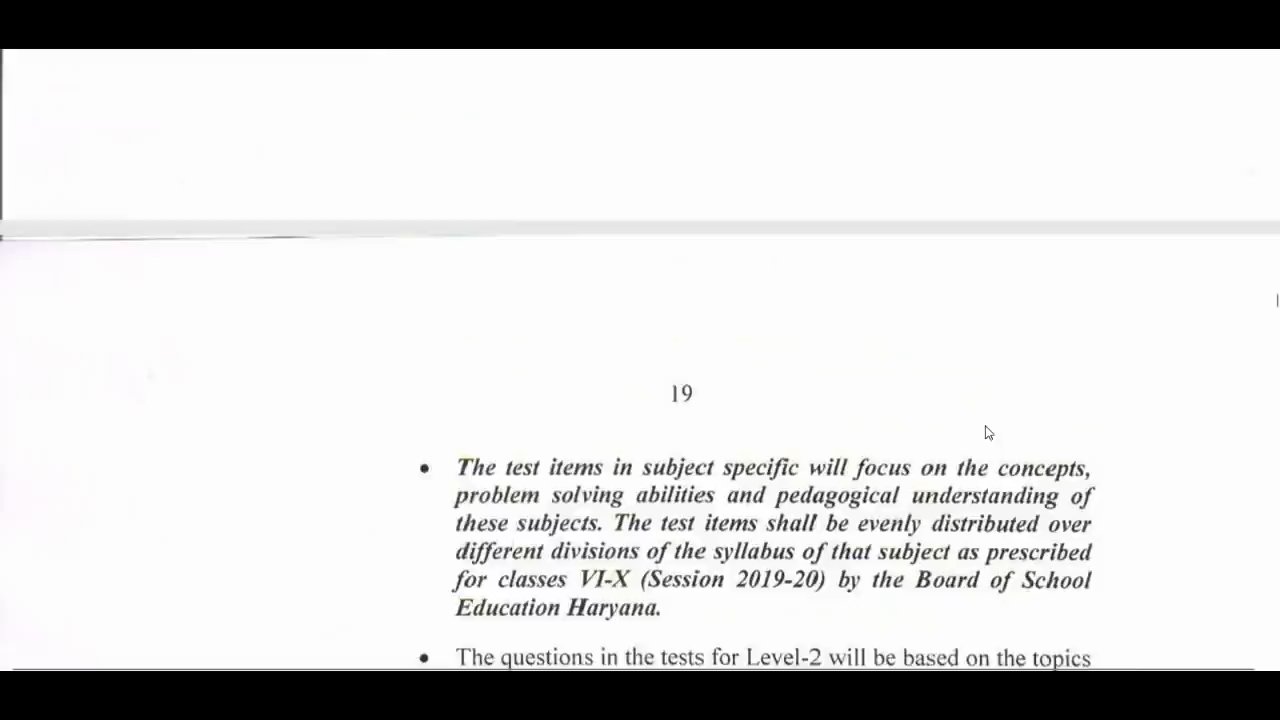 19
• The test items in subject specific will focus on the concepts,
problem solving abilities and pedagogical understanding of
these subjects. The test items shall be evenly distributed over
different divisions of the syllabus of that subject as prescribed
for classes VI-X (Session 2019-20) by the Board of School
Education Haryana.
• The questions in the tests for Level-2 will be based on the topics